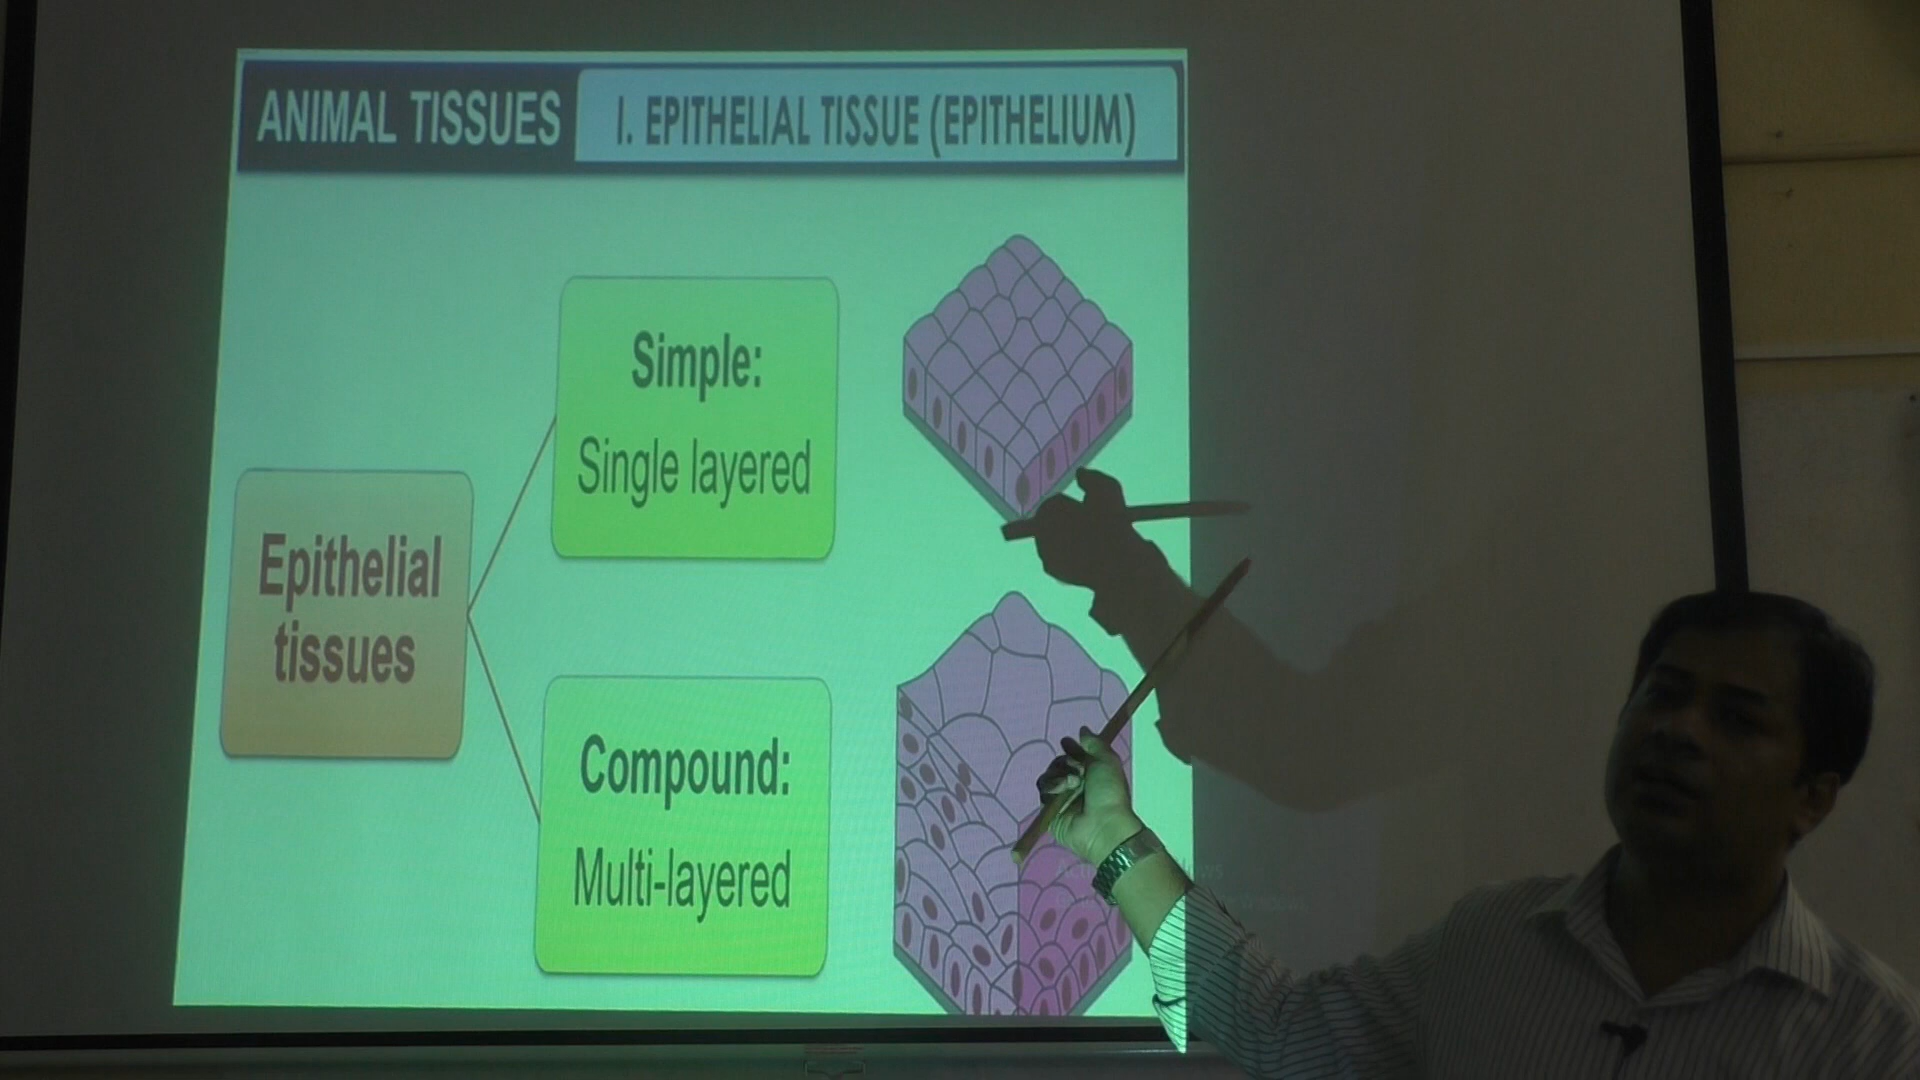 ANIMAL TISSUES
I. EPITHELIAL TISSUE (EPITHELIUM)
Simple:
Single layered
Epithelial
tissues
Compound:
Multi-layered